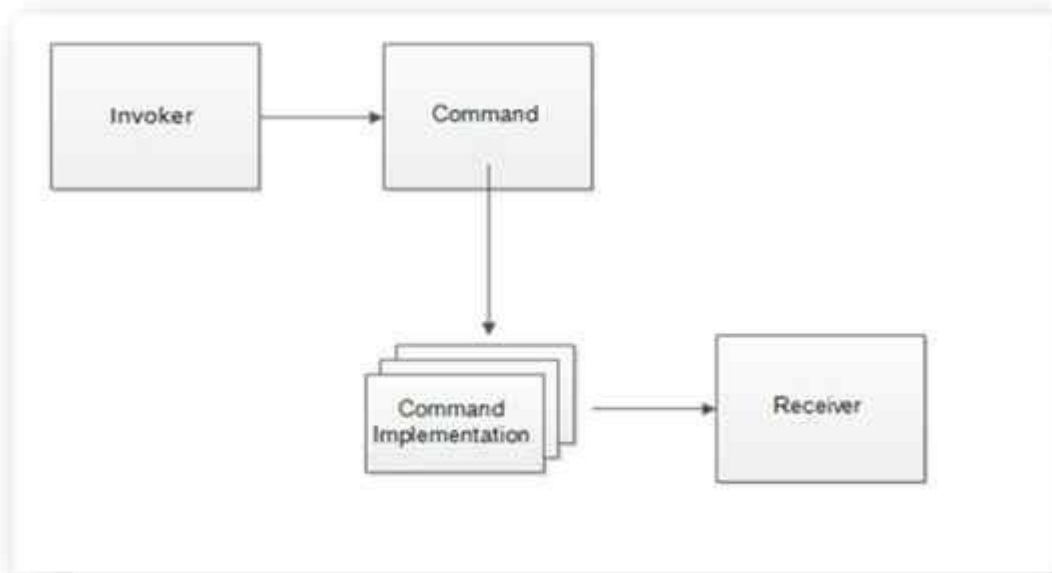 Invoker
Command
Command
Implementation
Receiver